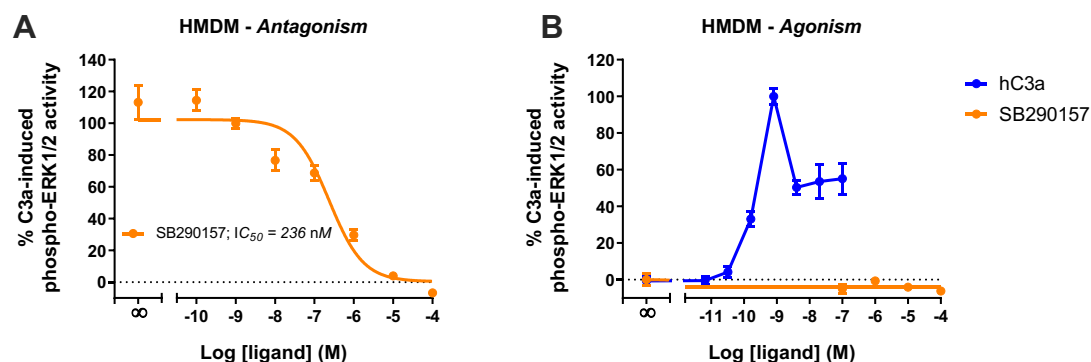 A
HMDM - Antagonism
% C3a-induced
phospho-ERK1/2 activity
140
120
100
80
60
40
20
0
SB290157; IC50 = 236 nM
∞
-10
-9
-8
-7
-6
-5
-4
Log [ligand] (M)
B
HMDM - Agonism
% C3a-induced
phospho-ERK1/2 activity
120
100
80
60
40
20
0
∞
-11
-10
-9
-8
-7
-6
-5
-4
Log [ligand] (M)
hC3a
SB290157